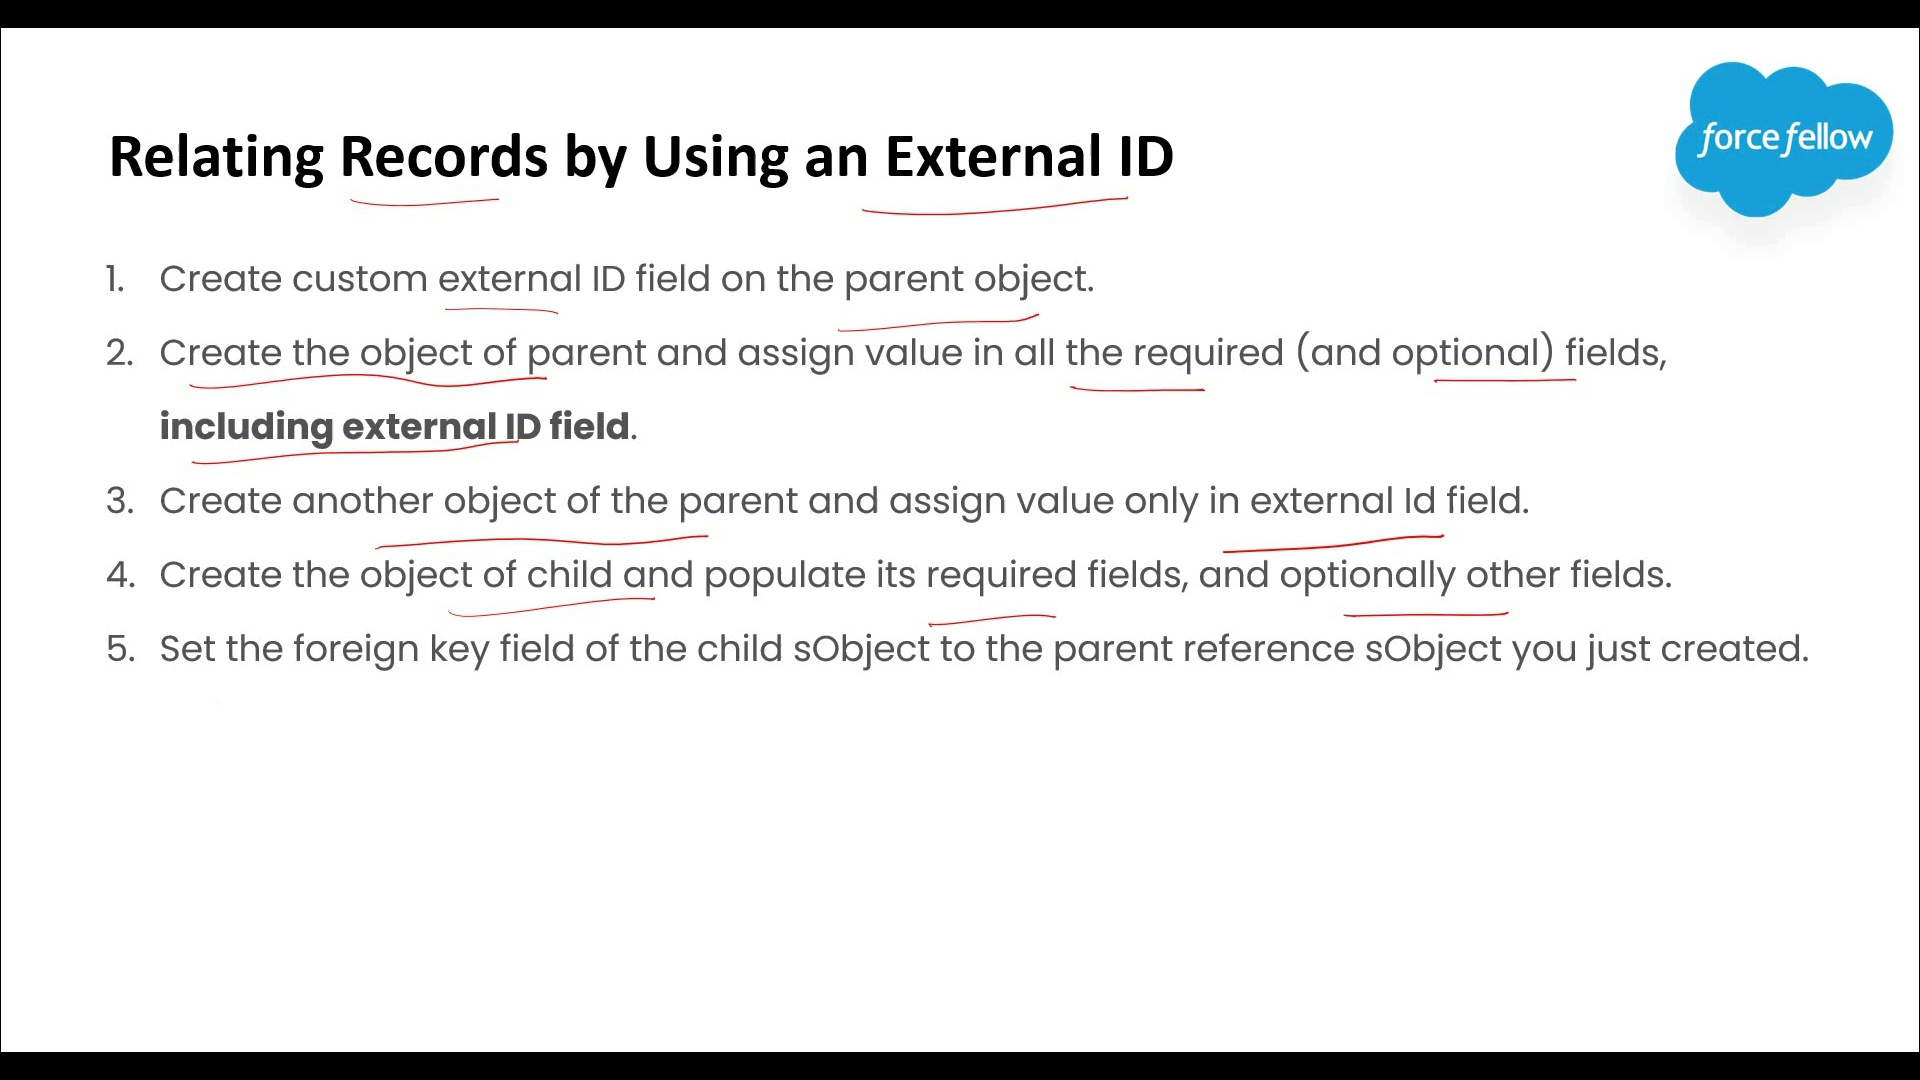 force fellow
Relating Records by Using an External ID
1. Create custom external ID field on the parent object.
2. Create the object of parent and assign value in all the required (and optional) fields,
including external ID field.
3. Create another object of the parent and assign value only in external Id field.
4. Create the object of child and populate its required fields, and optionally other fields.
5. Set the foreign key field of the child sObject to the parent reference sObject you just created.